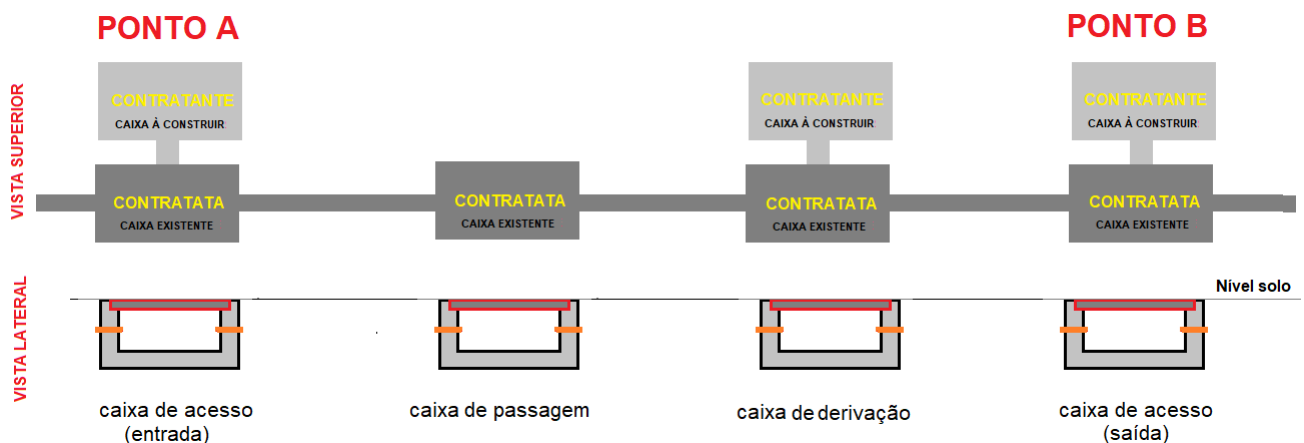 PONTO A
PONTO B
VISTA SUPERIOR
CONTRATANTE
CAIXA À CONSTRUIR
CONTRATANTE
CAIXA À CONSTRUIR
CONTRATANTE
CAIXA À CONSTRUIR
CONTRATATA
CAIXA EXISTENTE
CONTRATATA
CAIXA EXISTENTE
CONTRATATA
CAIXA EXISTENTE
CONTRATATA
CAIXA EXISTENTE
VISTA LATERAL
Nível solo
caixa de acesso
(entrada)
caixa de passagem
caixa de derivação
caixa de acesso
(saída)